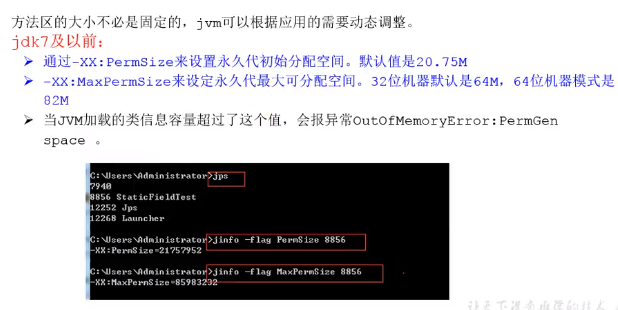 方法区的大小不必是固定的，jvm可以根据应用的需要动态调整。
jdk7及以前：
➢ 通过-XX:PermSize来设置永久代初始分配空间。默认值是20.75M
➢ -XX:MaxPermSize来设定永久代最大可分配空间。32位机器默认是64M，64位机器模式是
82M
➢ 当JVM加载的类信息容量超过了这个值，会报异常OutOfMemoryError:PermGen
space 。
C:\Users\Administrator>jps
7940
8856 StaticFieldTest
12252 Jps
12268 Launcher
C:\Users\Administrator>jinfo -flag PermSize 8856
-XX:PermSize=21757952
C:\Users\Administrator>jinfo -flag MaxPermSize 8856
-XX:MaxPermSize=85983232